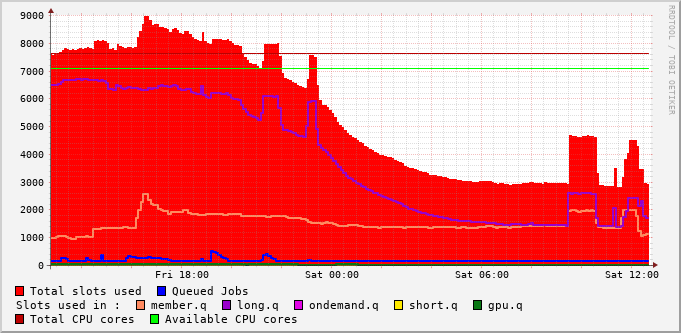 9000
8000
7000
6000
5000
4000
3000
2000
1000
0
Fri 18:00 Sat 00:00 Sat 06:00 Sat 12:00
Total slots used Queued Jobs
Slots used in : member.q long.q ondemand.q short.q gpu.q
Total CPU cores Available CPU cores
RRDTOOL / TOBI OETIKER